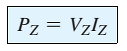 P_Z = V_Z I_Z